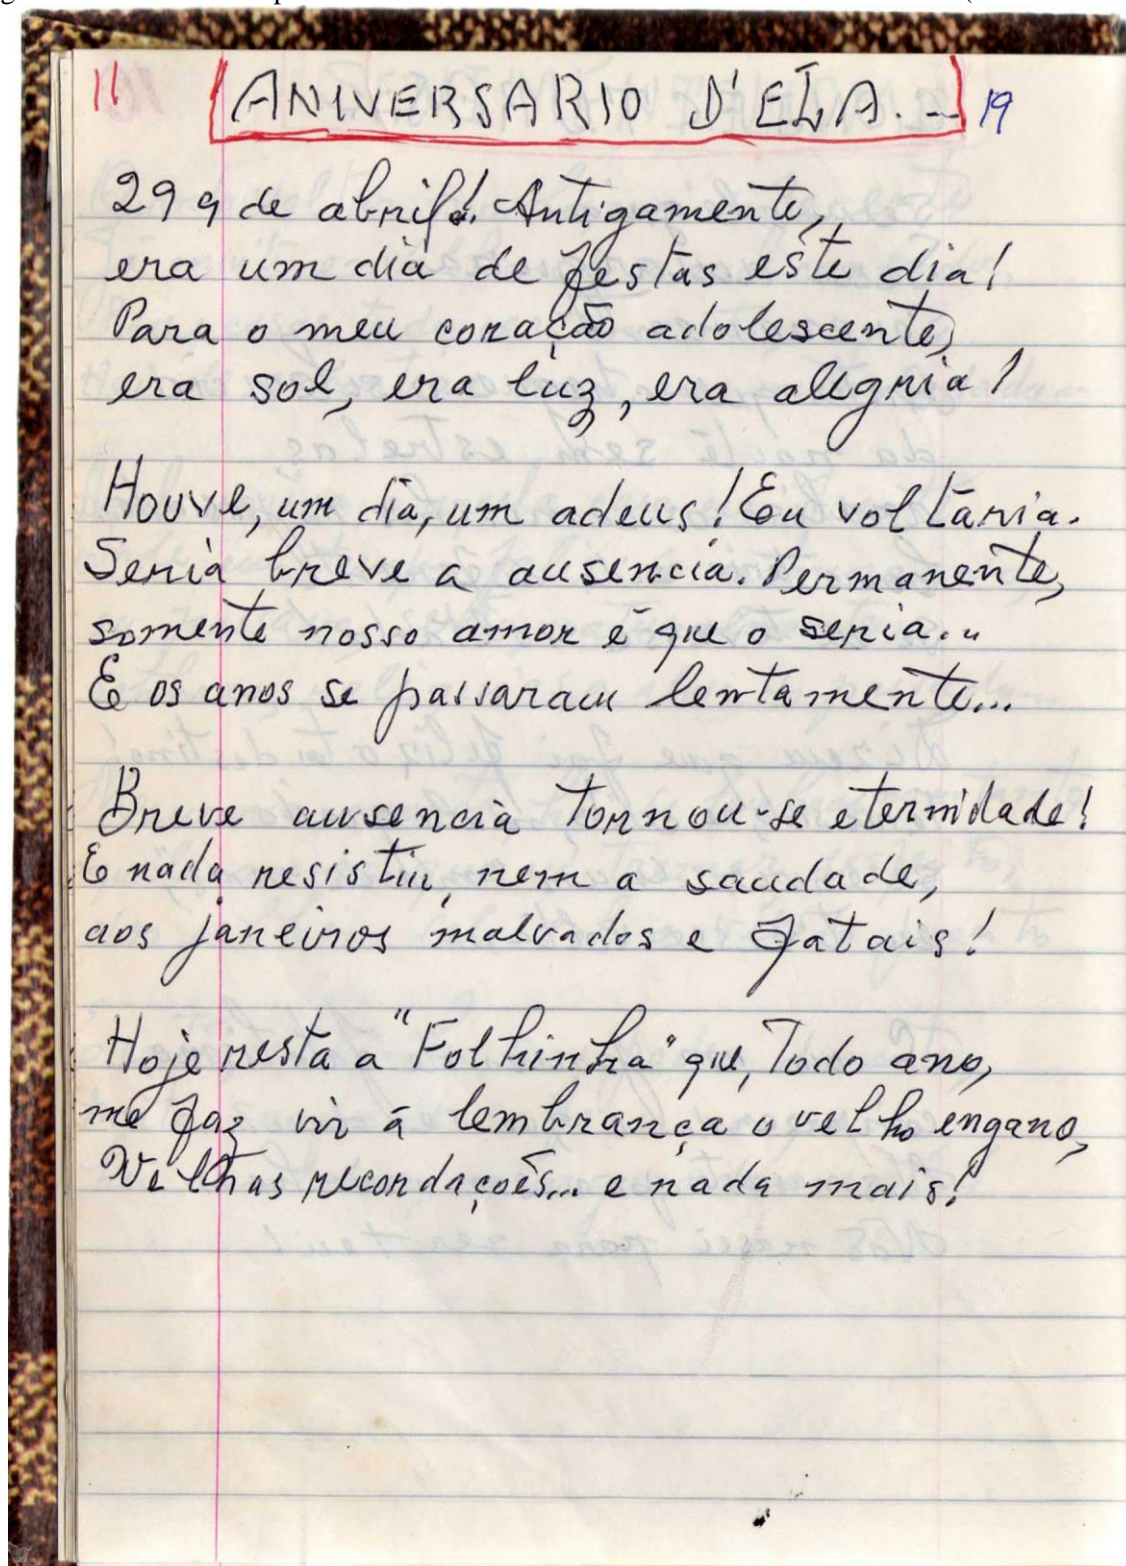 11 ANIVERSARIO D'ELA. - 19
29 9 de abril! Antigamente,
era um dia de festas este dia!
Para o meu coração adolescente,
era sol, era luz, era alegria!
Houve, um dia, um adeus! Eu voltaria.
Seria breve a ausencia. Permanente,
somente nosso amor é que o seria...
E os anos se passaram lentamente...
Breve ausencia tornou-se eternidade!
E nada resistiu, nem a saudade,
aos janeiros malvados e fatais!
Hoje resta a "Folhinha" que, todo ano,
me faz vir á lembrança o velho engano,
Velhas recordações... e nada mais!